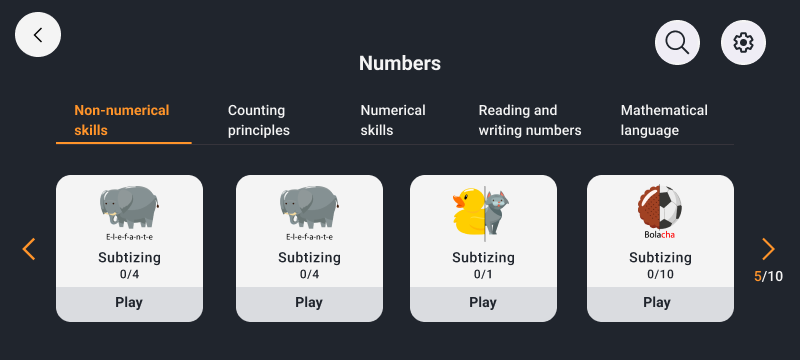 Numbers
Non-numerical
skills
Counting
principles
Numerical
skills
Reading and
writing numbers
Mathematical
language
E-l-e-f-a-n-t-e
Subtizing
0/4
Play
E-l-e-f-a-n-t-e
Subtizing
0/4
Play
Subtizing
0/1
Play
Bolacha
Subtizing
0/10
Play
5/10